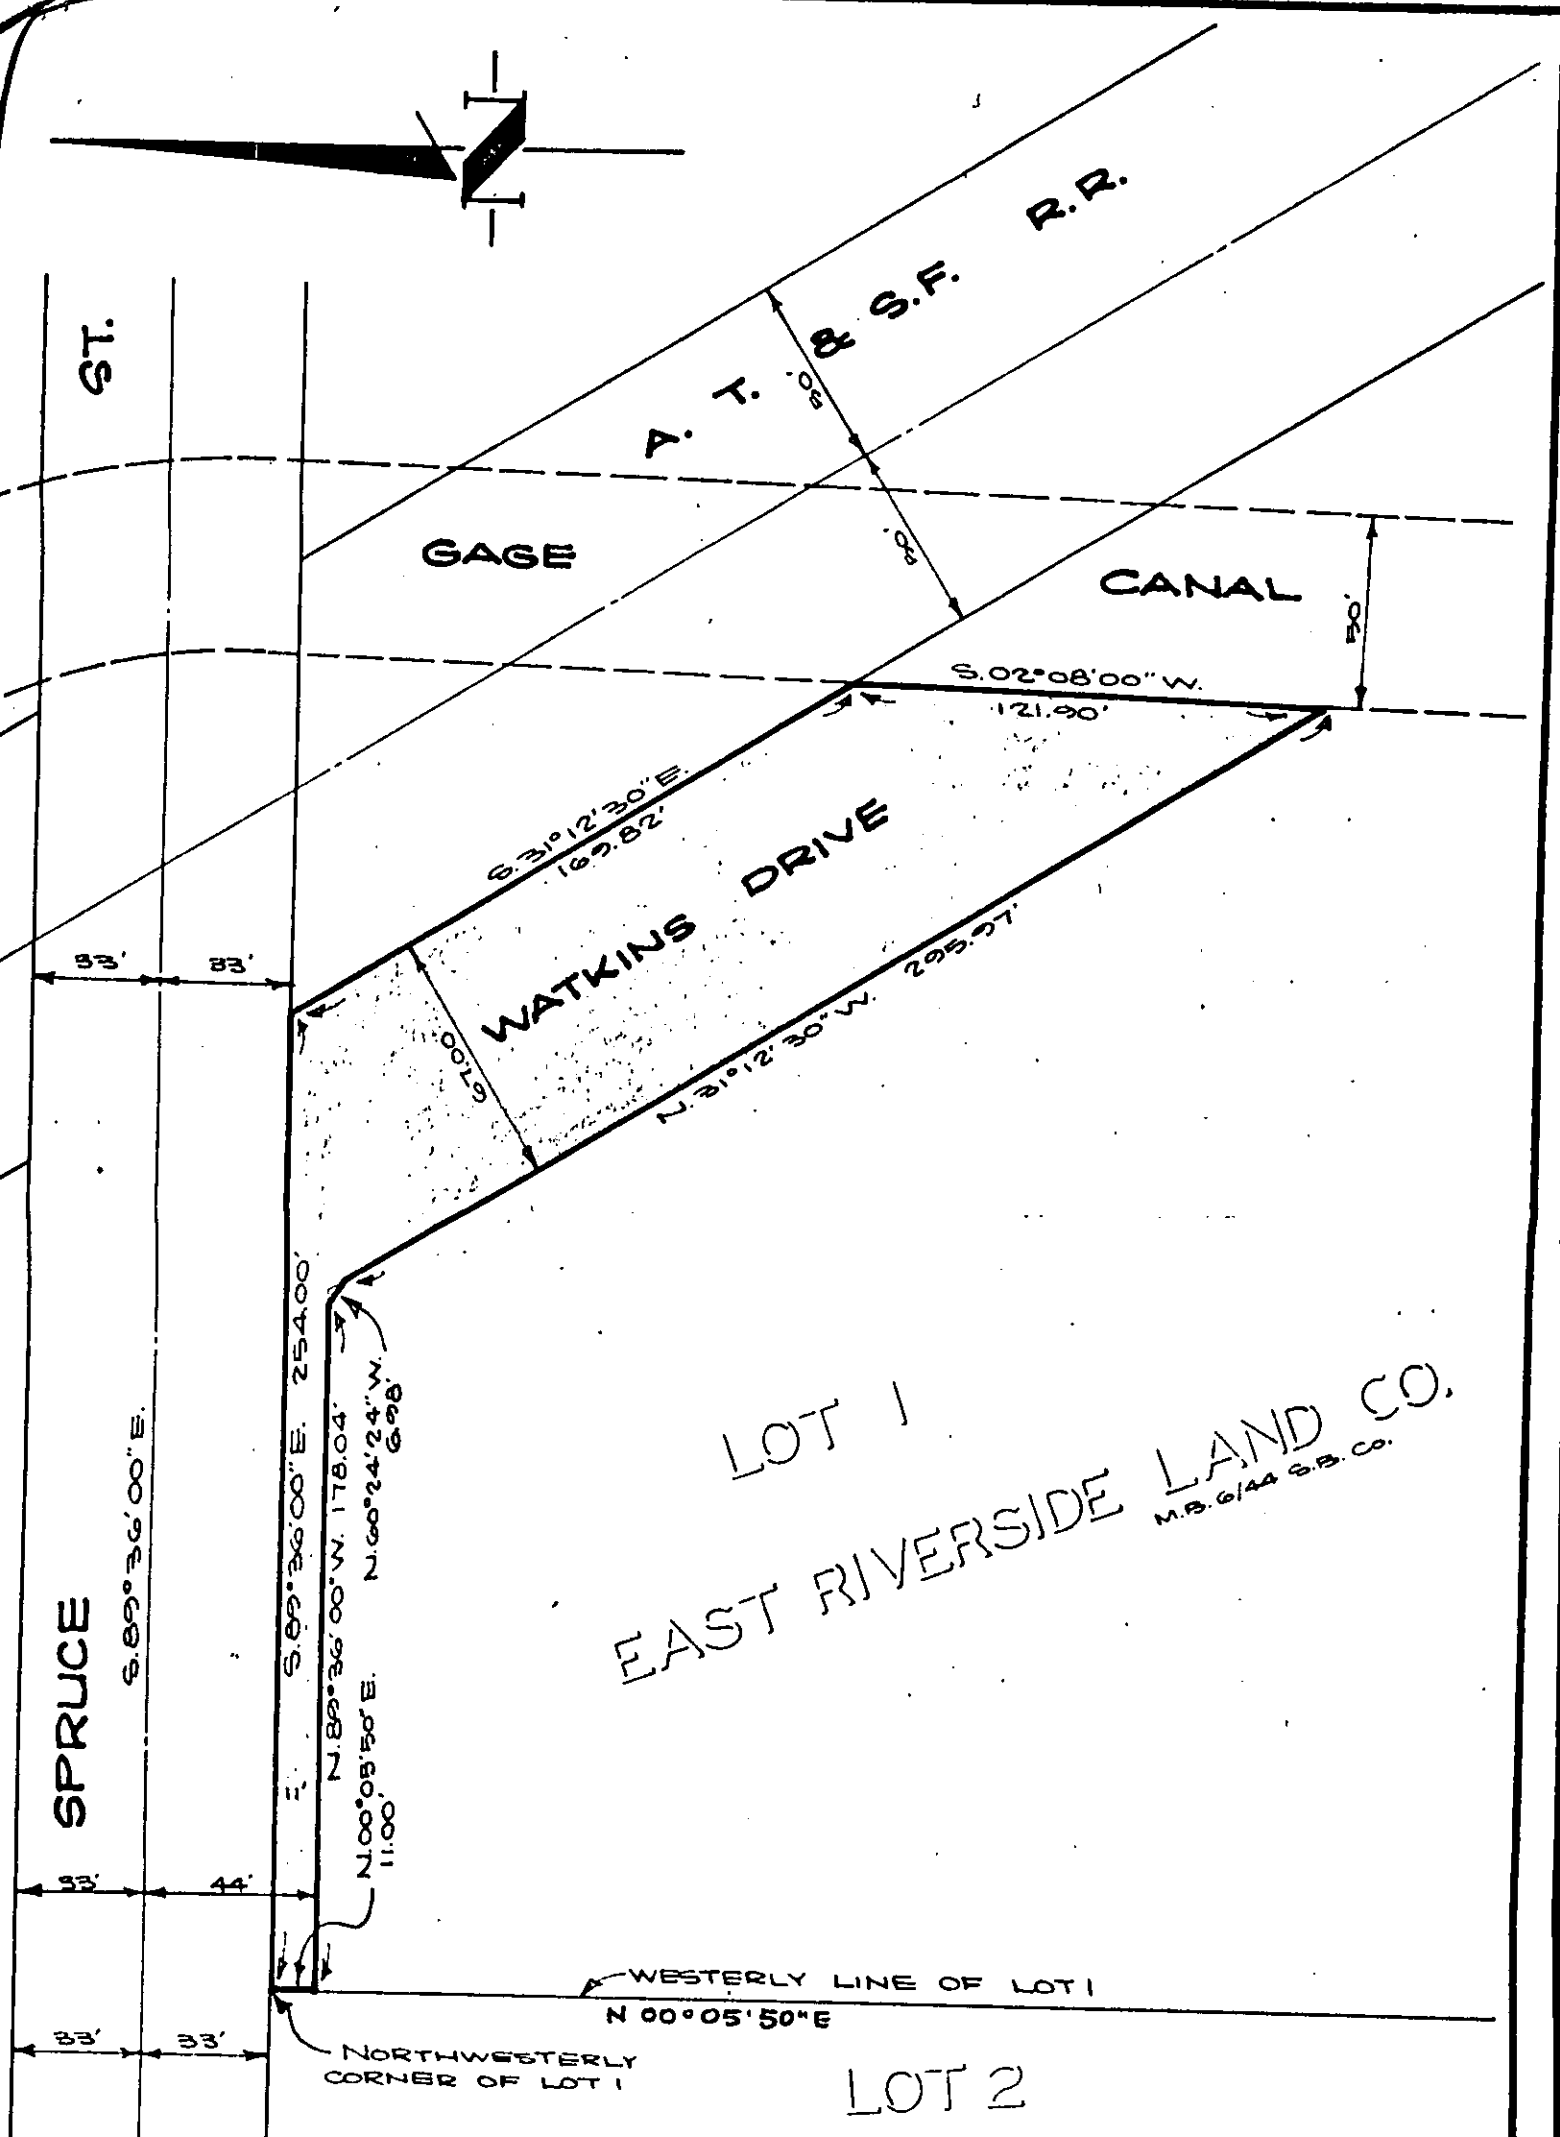 N
ST.
A. T. & S.F. R.R.
30'
30'
GAGE
CANAL
50'
S.02°08'00"W.
121.90'
S.31°12'30"E.
169.82'
WATKINS DRIVE
67.00'
N.31°12'30"W. 295.97'
33'
33'
S.89°36'00"E. 254.00'
S.89°36'00"E.
N.89°36'00"W. 178.04'
N.60°24'24"W.
6.98'
N.00°05'50"E.
11.00'
SPRUCE
LOT 1
EAST RIVERSIDE LAND CO.
M.B. 6/44 S.B. Co.
33'
44'
WESTERLY LINE OF LOT 1
N 00°05'50"E
33'
33'
NORTHWESTERLY
CORNER OF LOT 1
LOT 2